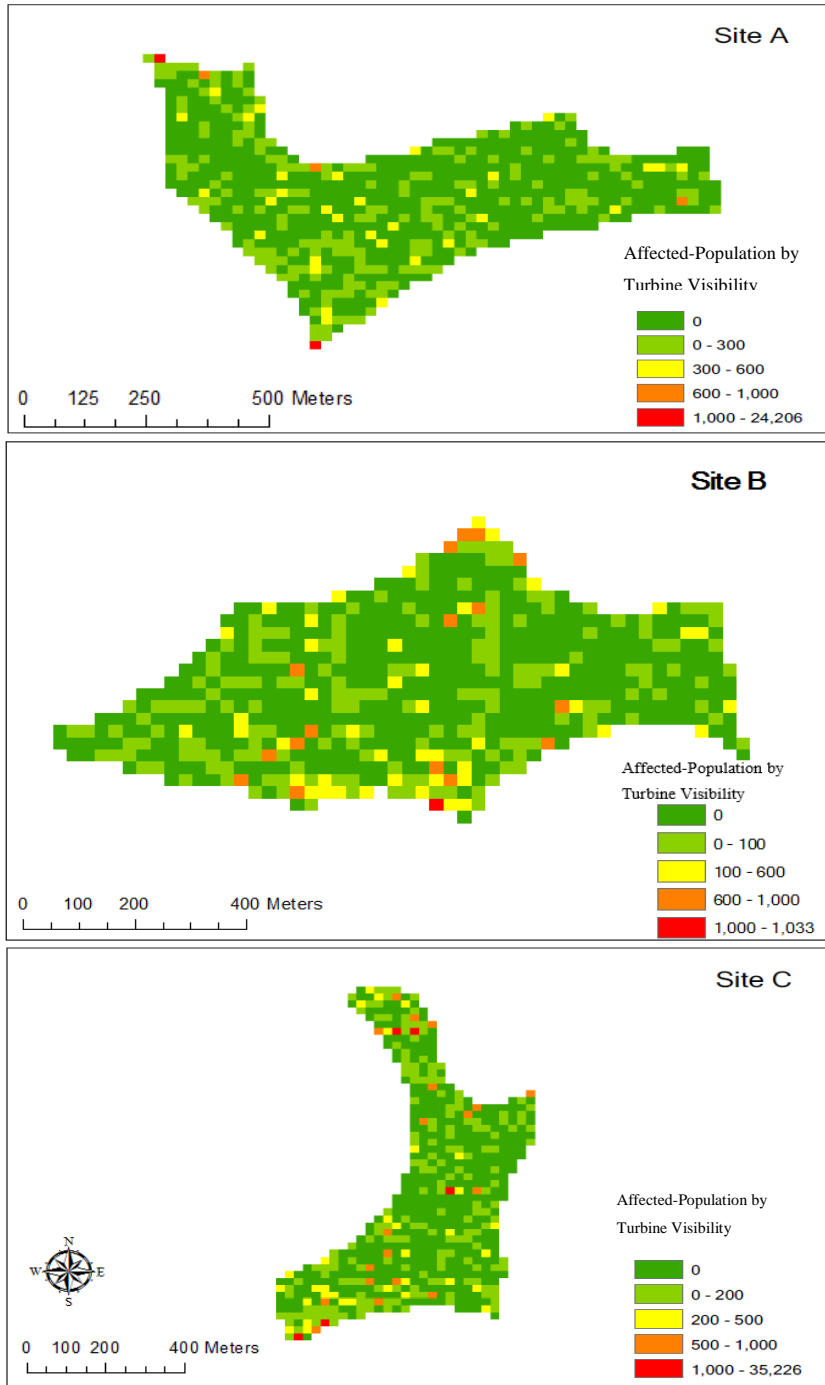 Site A
Affected-Population by
Turbine Visibility
0
0 - 300
300 - 600
600 - 1,000
1,000 - 24,206
0 125 250 500 Meters
Site B
Affected-Population by
Turbine Visibility
0
0 - 100
100 - 600
600 - 1,000
1,000 - 1,033
0 100 200 400 Meters
Site C
Affected-Population by
Turbine Visibility
0
0 - 200
200 - 500
500 - 1,000
1,000 - 35,226
N
W E
S
0 100 200 400 Meters